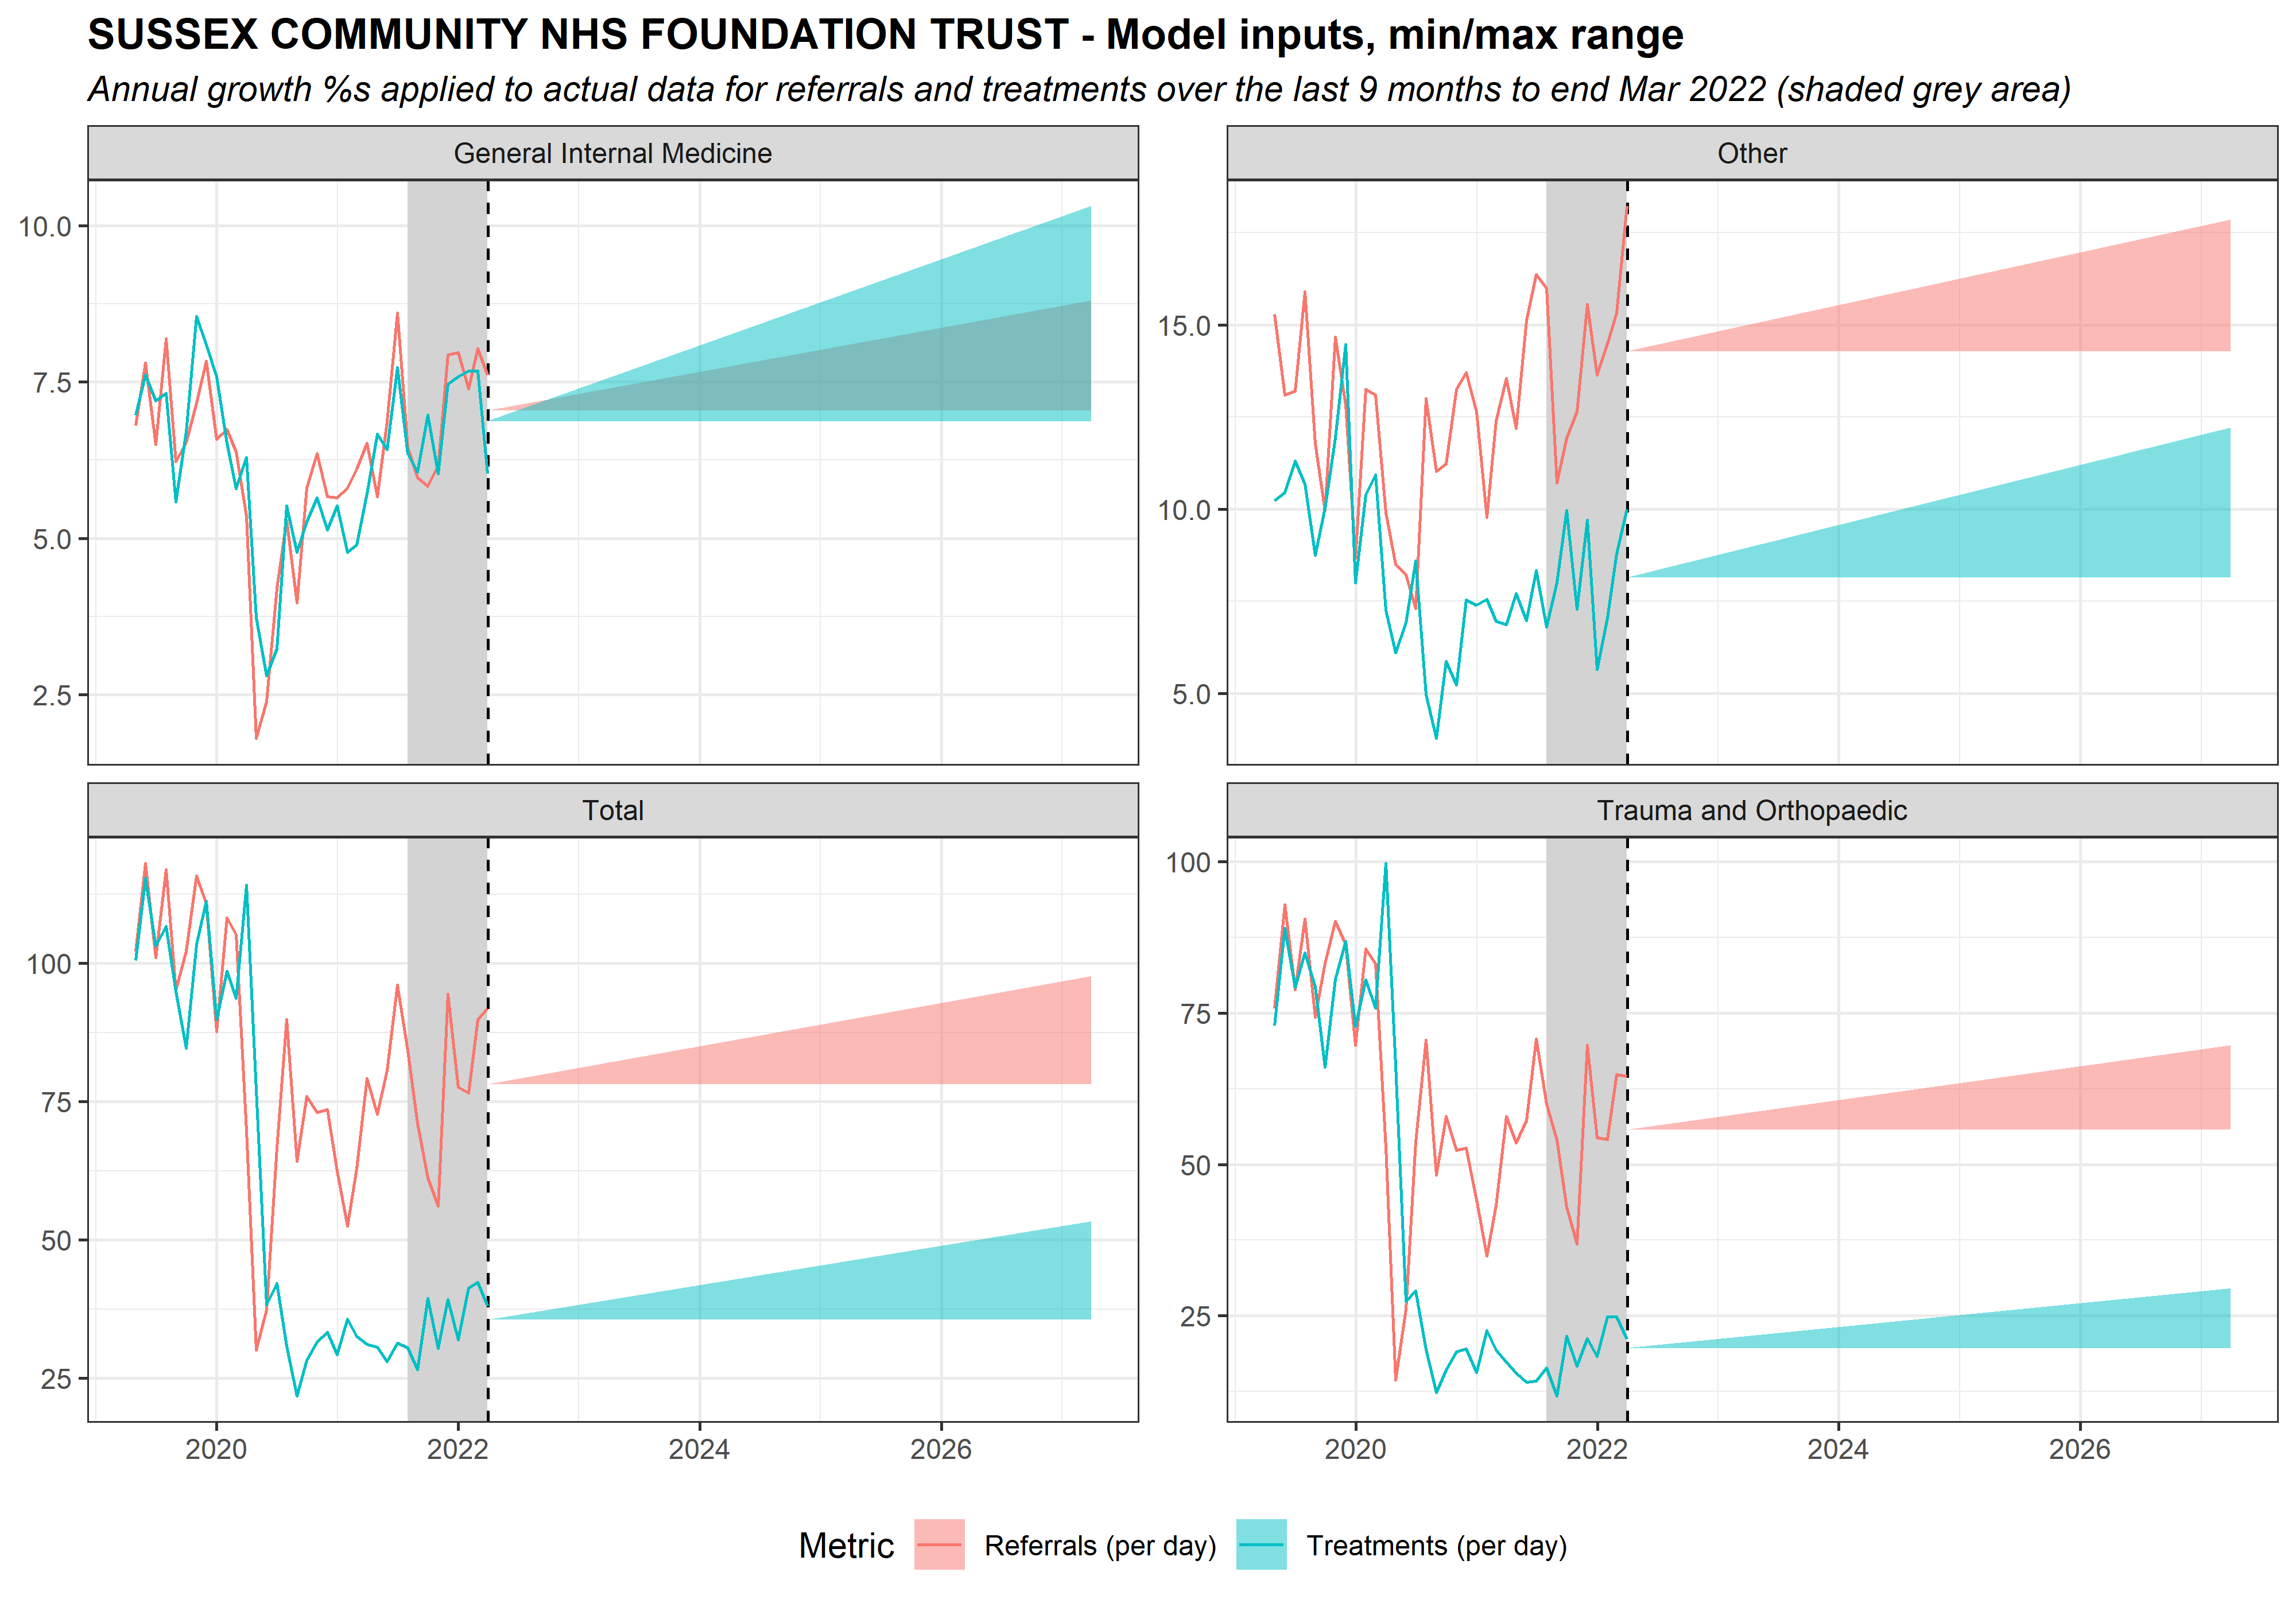 SUSSEX COMMUNITY NHS FOUNDATION TRUST - Model inputs, min/max range
Annual growth %s applied to actual data for referrals and treatments over the last 9 months to end Mar 2022 (shaded grey area)
General Internal Medicine
10.0
7.5
5.0
2.5
Other
15.0
10.0
5.0
Total
100
75
50
25
2020 2022 2024 2026
Trauma and Orthopaedic
100
75
50
25
2020 2022 2024 2026
Metric Referrals (per day) Treatments (per day)